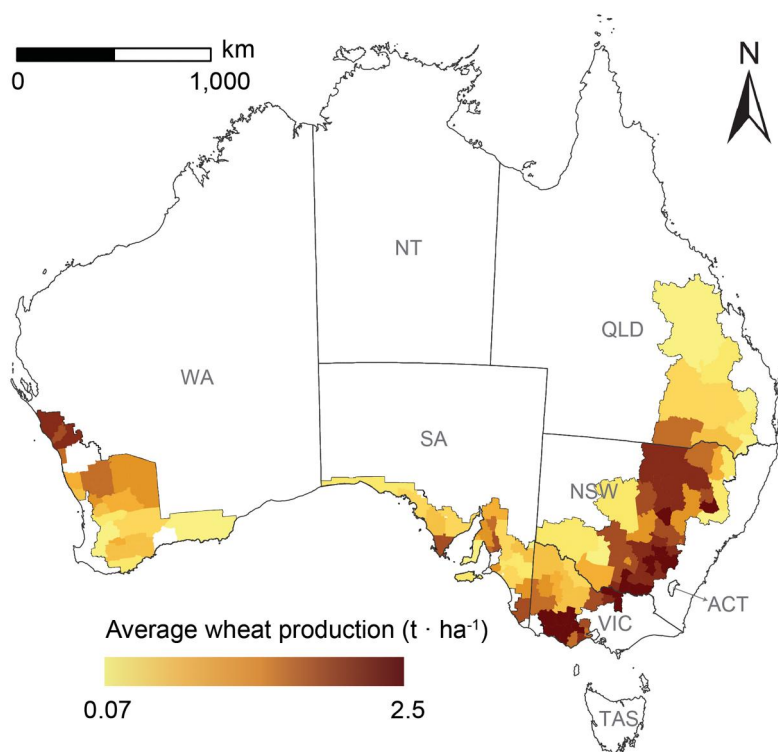 km
0 1,000
N
NT
QLD
WA
SA
NSW
ACT
VIC
Average wheat production (t · ha⁻¹)
0.07 2.5
TAS